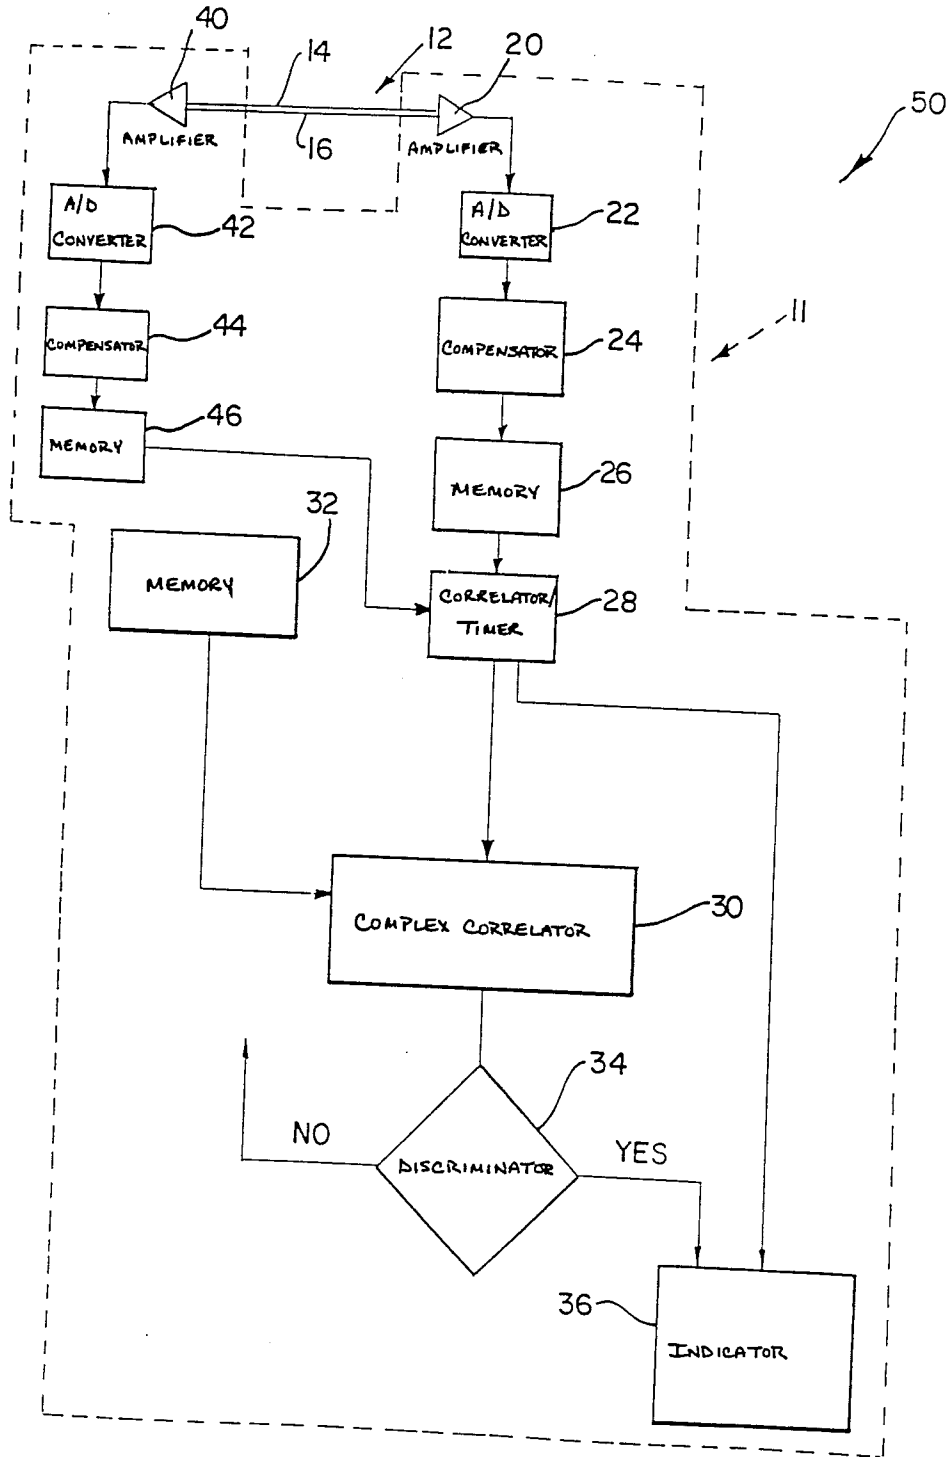 40
14
12
20
50
AMPLIFIER
16
AMPLIFIER
A/D
CONVERTER
42
A/D
CONVERTER
22
11
COMPENSATOR
44
COMPENSATOR
24
MEMORY
46
MEMORY
26
32
MEMORY
CORRELATOR/
TIMER
28
COMPLEX CORRELATOR
30
34
NO
DISCRIMINATOR
YES
36
INDICATOR